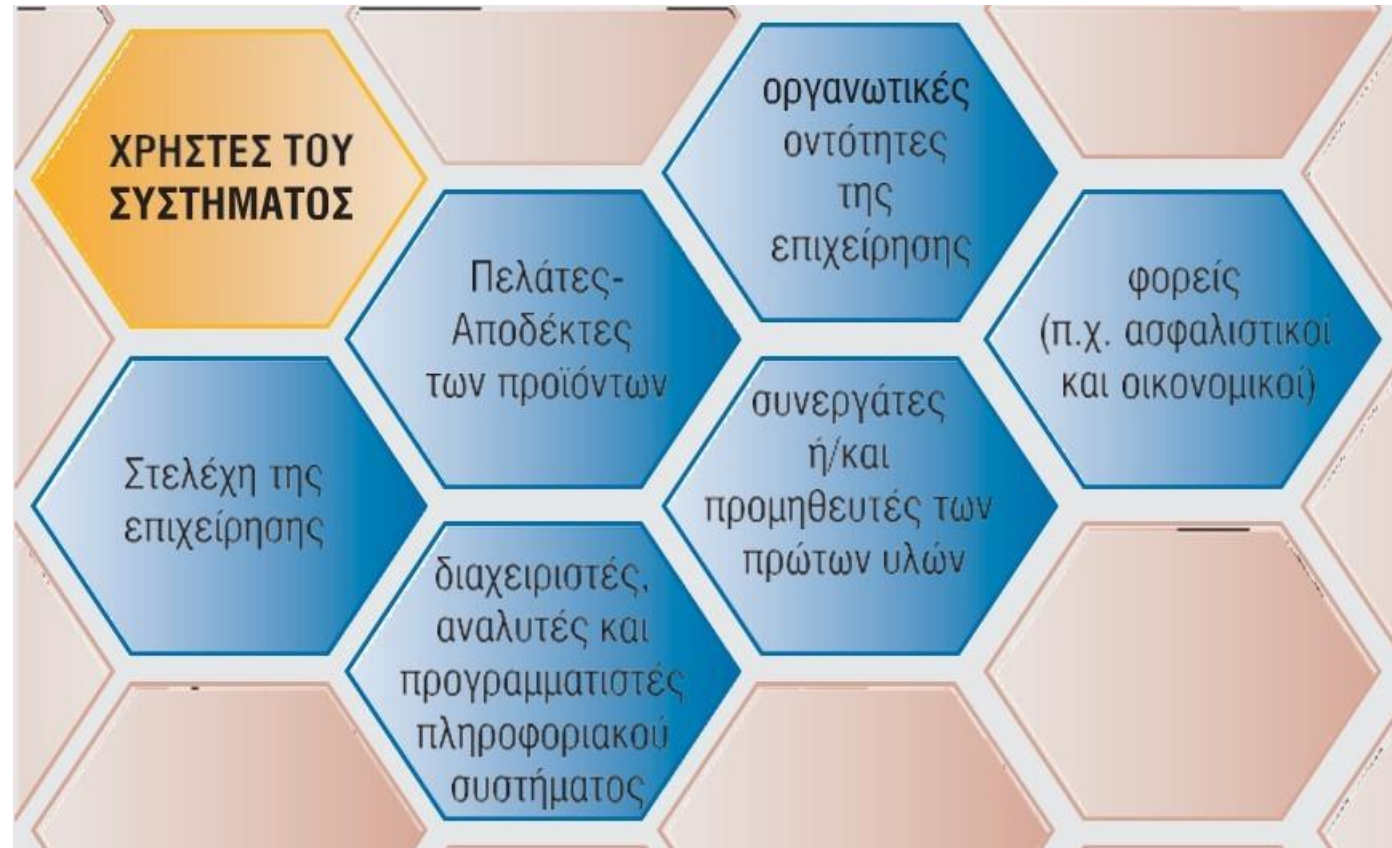 ΧΡΗΣΤΕΣ ΤΟΥ
ΣΥΣΤΗΜΑΤΟΣ
Στελέχη της
επιχείρησης
Πελάτες-
Αποδέκτες
των προϊόντων
διαχειριστές,
αναλυτές και
προγραμματιστές
πληροφοριακού
συστήματος
οργανωτικές
οντότητες
της
επιχείρησης
συνεργάτες
ή/και
προμηθευτές των
πρώτων υλών
φορείς
(π.χ. ασφαλιστικοί
και οικονομικοί)